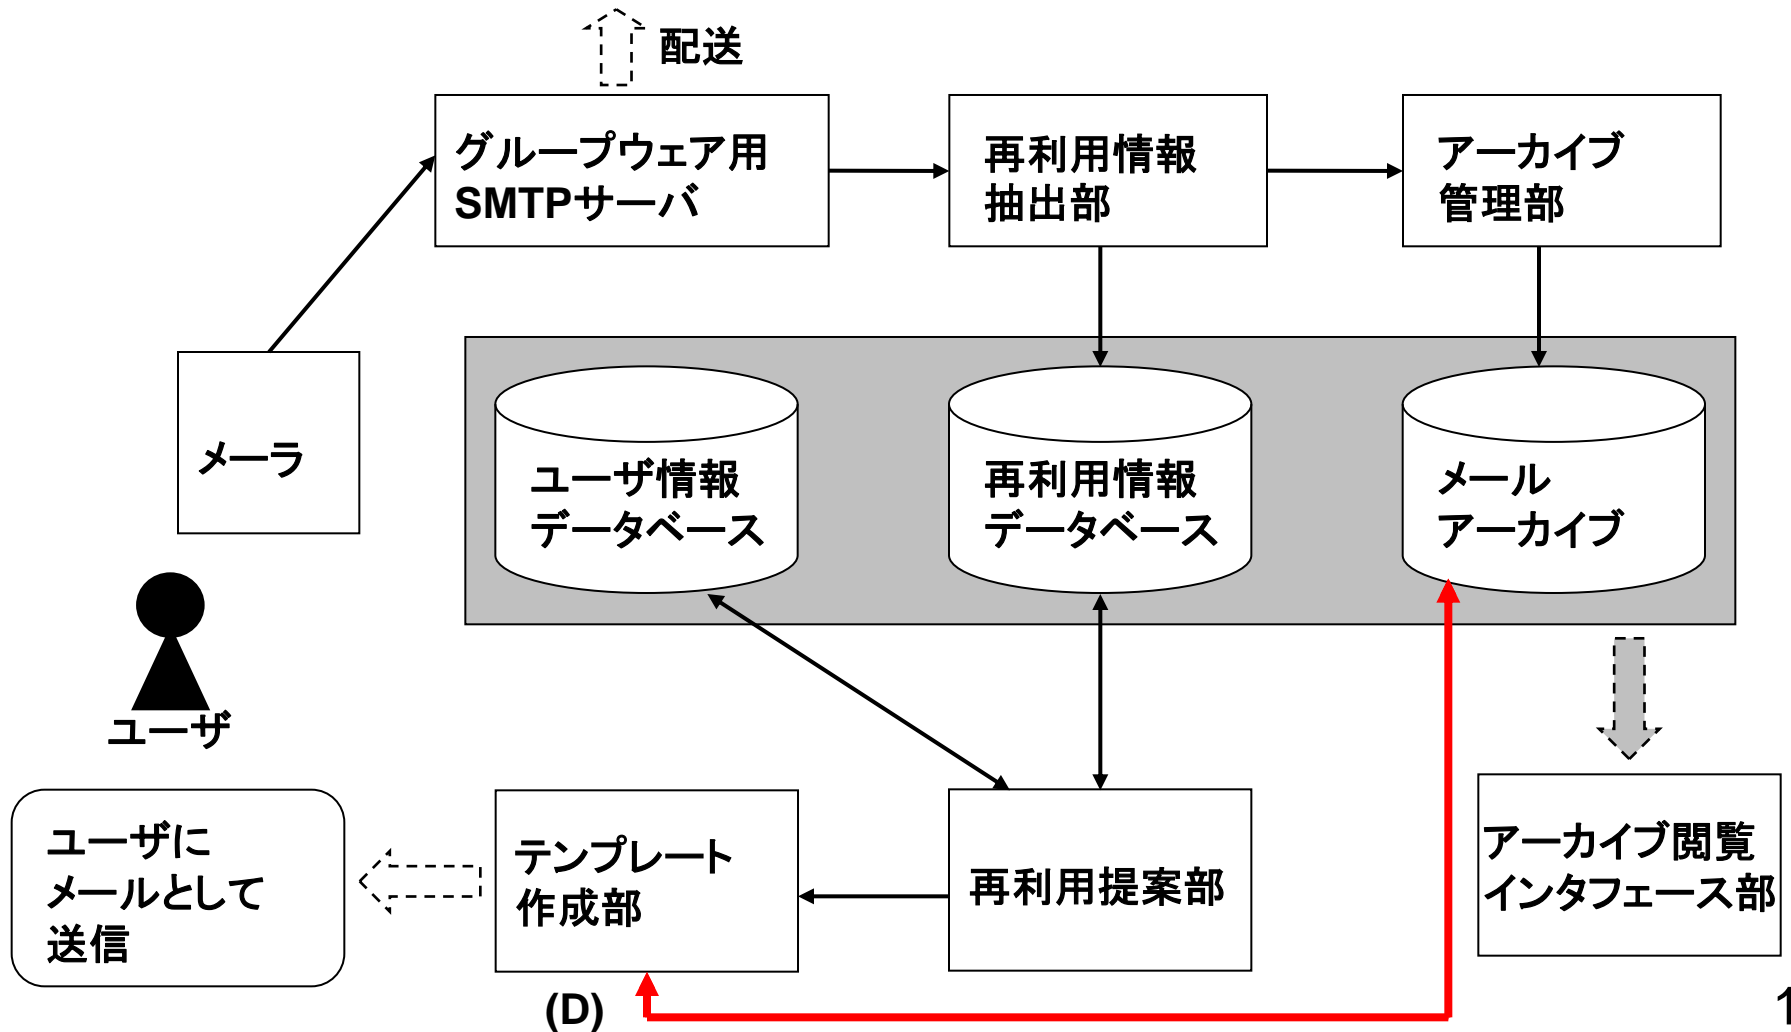 配送
グループウェア用
SMTPサーバ
再利用情報
抽出部
アーカイブ
管理部
メーラ
ユーザ情報
データベース
再利用情報
データベース
メール
アーカイブ
ユーザ
ユーザに
メールとして
送信
テンプレート
作成部
再利用提案部
アーカイブ閲覧
インタフェース部
(D)
1